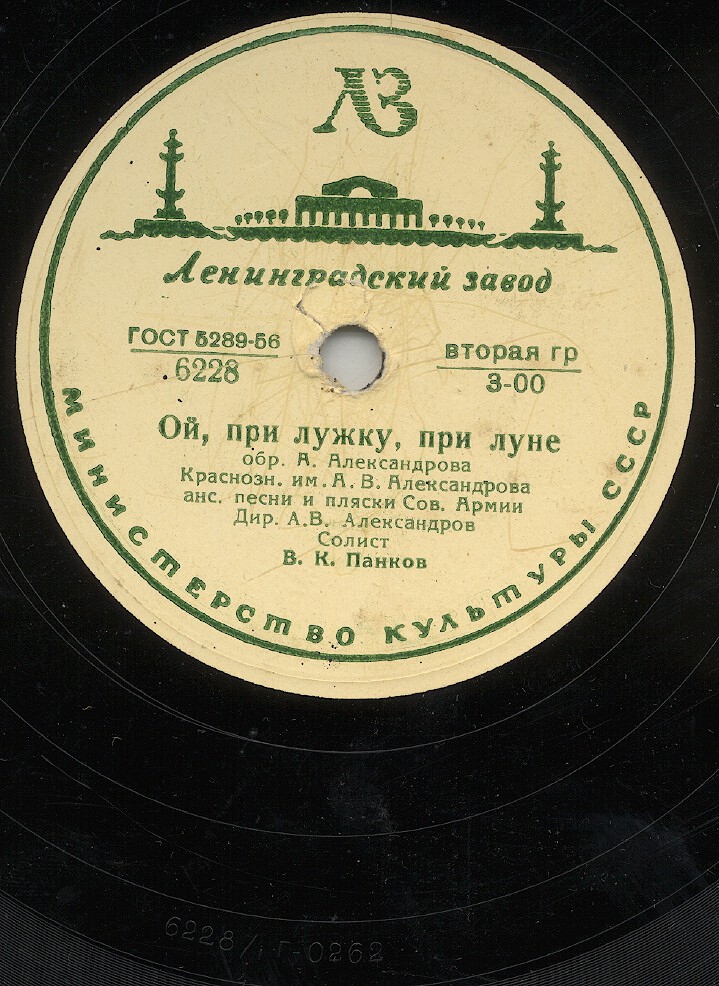 ЛЗ
Ленинградский завод
ГОСТ 5289-56
6228
вторая гр
3-00
Ой, при лужку, при луне
обр. А. Александрова
Краснозн. им. А. В. Александрова
анс. песни и пляски Сов. Армии
Дир. А.В. Александров
Солист
В. К. Панков
МИНИСТЕРСТВО КУЛЬТУРЫ СССР
6228/ г-0262